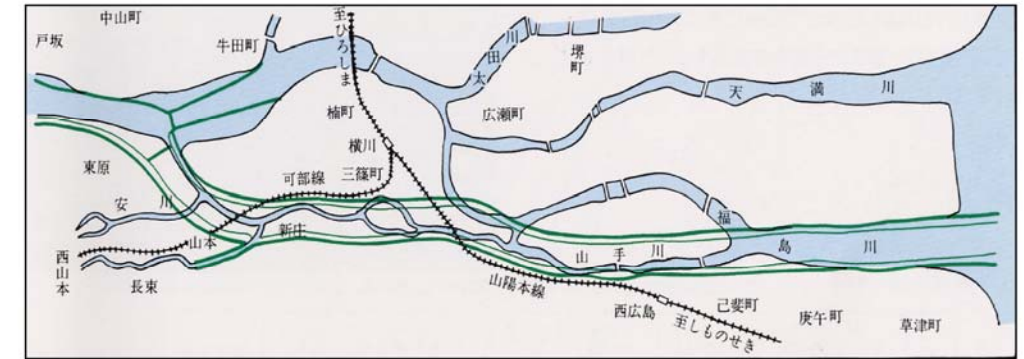 中山町
戸坂
牛田町
至ひろしま
太田川
堺町
楠町
広瀬町
天満川
横川
三篠町
可部線
東原
安川
山本
新庄
西山本
長束
福島川
山手川
山陽本線
西広島
至しものせき
己斐町
庚午町
草津町